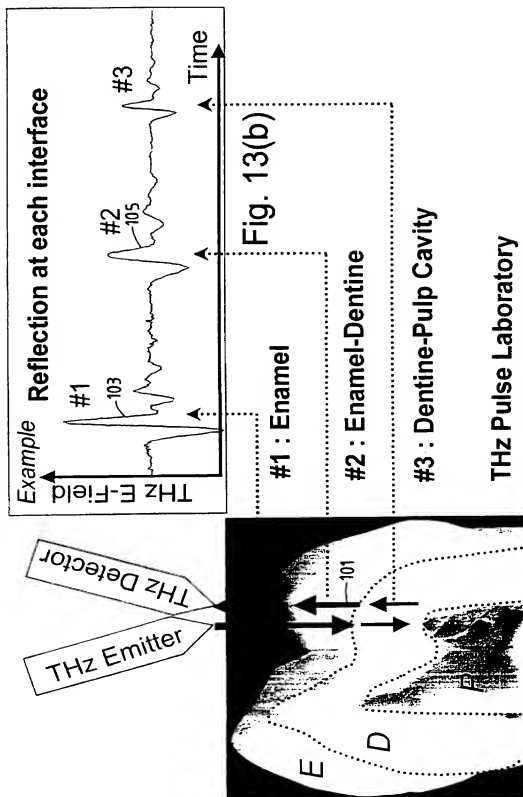 Example
Reflection at each interface
THz E-Field
#1
103
#2
105
#3
Time
Fig. 13(b)
THz Emitter
THz Detector
#1 : Enamel
#2 : Enamel-Dentine
#3 : Dentine-Pulp Cavity
THz Pulse Laboratory
101
E
D
P